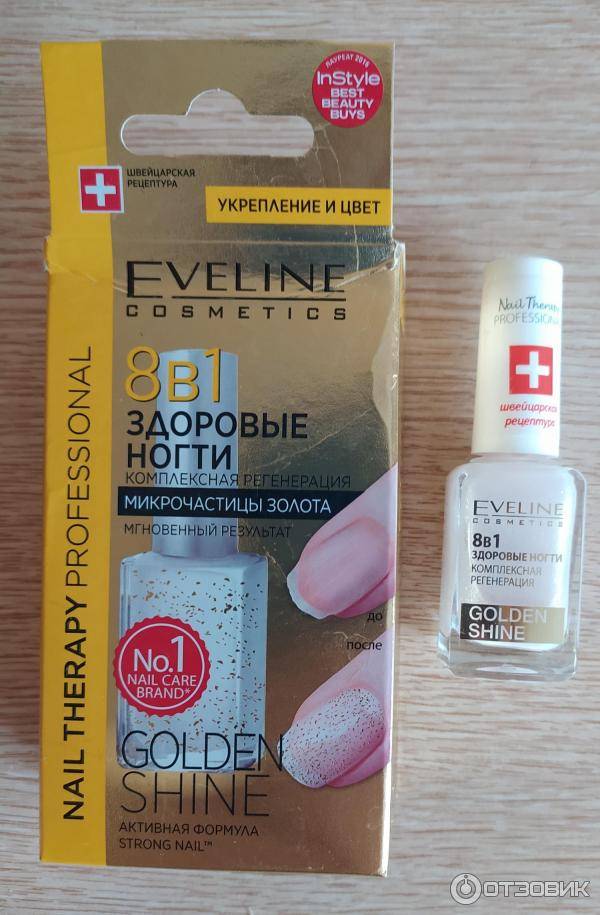 ЛАУРЕАТ 2016
InStyle
BEST
BEAUTY
BUYS
ШВЕЙЦАРСКАЯ
РЕЦЕПТУРА
УКРЕПЛЕНИЕ И ЦВЕТ
EVELINE
COSMETICS
8В1
ЗДОРОВЫЕ
НОГТИ
КОМПЛЕКСНАЯ РЕГЕНЕРАЦИЯ
МИКРОЧАСТИЦЫ ЗОЛОТА
МГНОВЕННЫЙ РЕЗУЛЬТАТ
до
после
No.1
NAIL CARE
BRAND*
GOLDEN
SHINE
АКТИВНАЯ ФОРМУЛА
STRONG NAIL™
NAIL THERAPY PROFESSIONAL
Nail Therapy
PROFESSIONAL
швейцарская
рецептура
EVELINE
COSMETICS
8В1
ЗДОРОВЫЕ НОГТИ
КОМПЛЕКСНАЯ
РЕГЕНЕРАЦИЯ
GOLDEN
SHINE
ОТЗОВИК